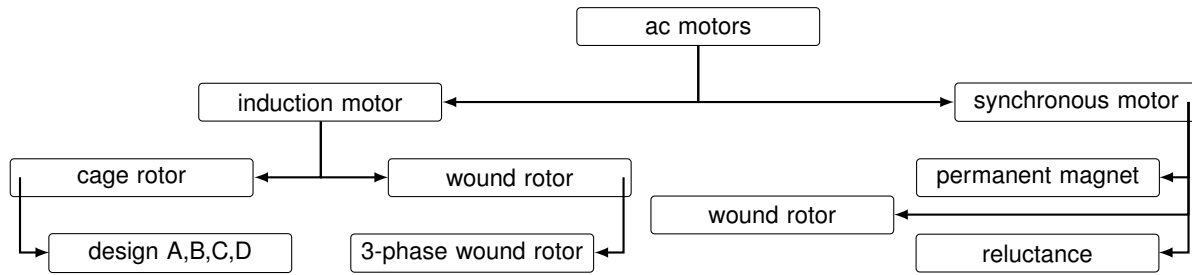 ac motors
induction motor
synchronous motor
cage rotor
wound rotor
permanent magnet
wound rotor
design A,B,C,D
3-phase wound rotor
reluctance